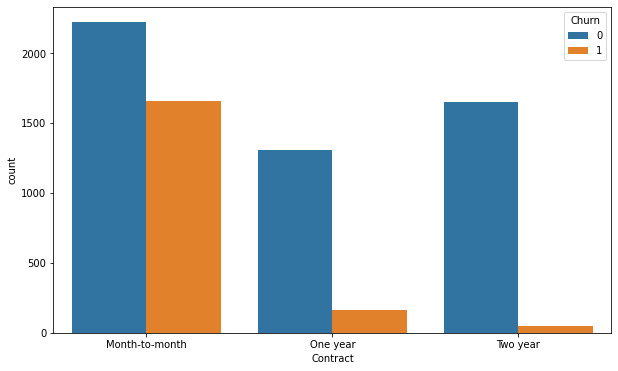 Churn
0
1
2000
1500
1000
500
0
count
Month-to-month
One year
Two year
Contract